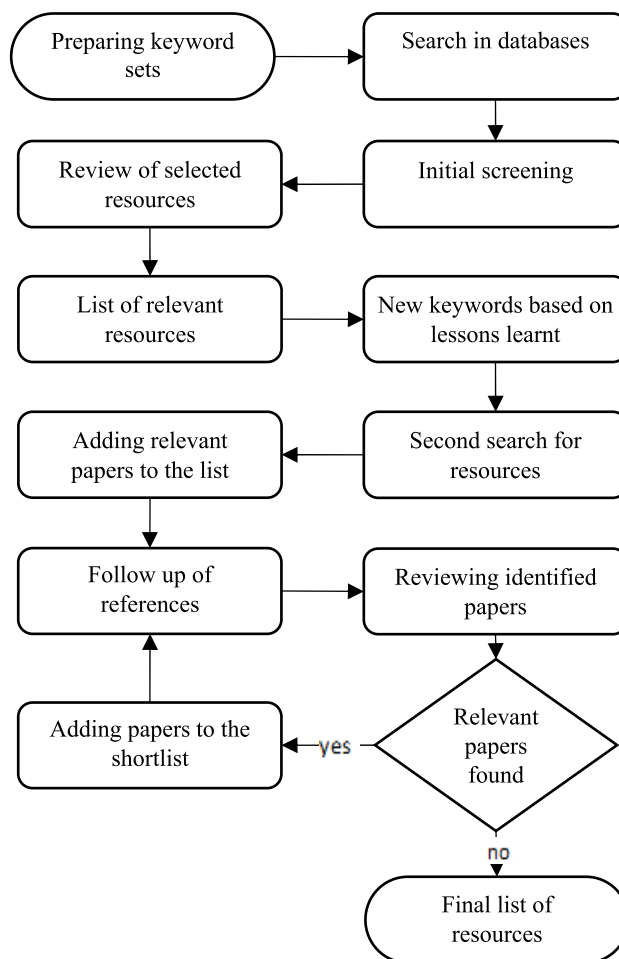 Preparing keyword
sets
Search in databases
Initial screening
Review of selected
resources
List of relevant
resources
New keywords based on
lessons learnt
Second search for
resources
Adding relevant
papers to the list
Follow up of
references
Reviewing identified
papers
Relevant
papers
found
yes
Adding papers to the
shortlist
no
Final list of
resources